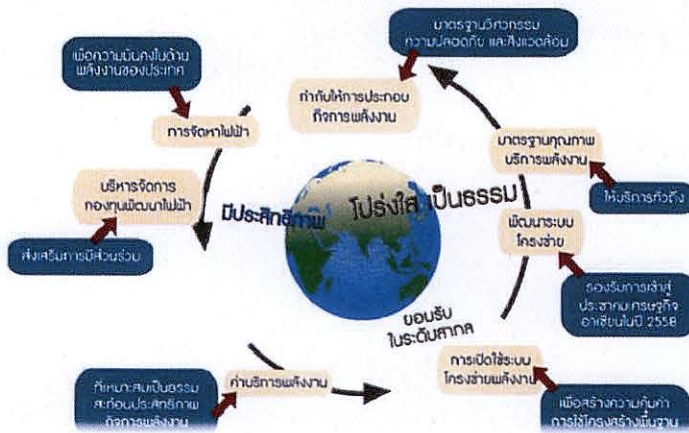 มาตรฐานวิศวกรรม
ความปลอดภัย และสิ่งแวดล้อม
เพื่อความมั่นคงในด้าน
พลังงานของประเทศ
กำกับให้การประกอบ
กิจการพลังงาน
การจัดหาไฟฟ้า
มาตรฐานคุณภาพ
บริการพลังงาน
บริหารจัดการ
กองทุนพัฒนาไฟฟ้า
ให้บริการทั่วถึง
มีประสิทธิภาพ
โปร่งใส เป็นธรรม
พัฒนาระบบ
โครงข่าย
ส่งเสริมการมีส่วนร่วม
รองรับการเข้าสู่
ประชาคมเศรษฐกิจ
อาเซียนในปี 2558
ยอมรับ
ในระดับสากล
ที่เหมาะสมเป็นธรรม
สะท้อนประสิทธิภาพ
กิจการพลังงาน
ค่าบริการพลังงาน
การเปิดใช้ระบบ
โครงข่ายพลังงาน
เพื่อสร้างความคุ้มค่า
การใช้โครงสร้างพื้นฐาน